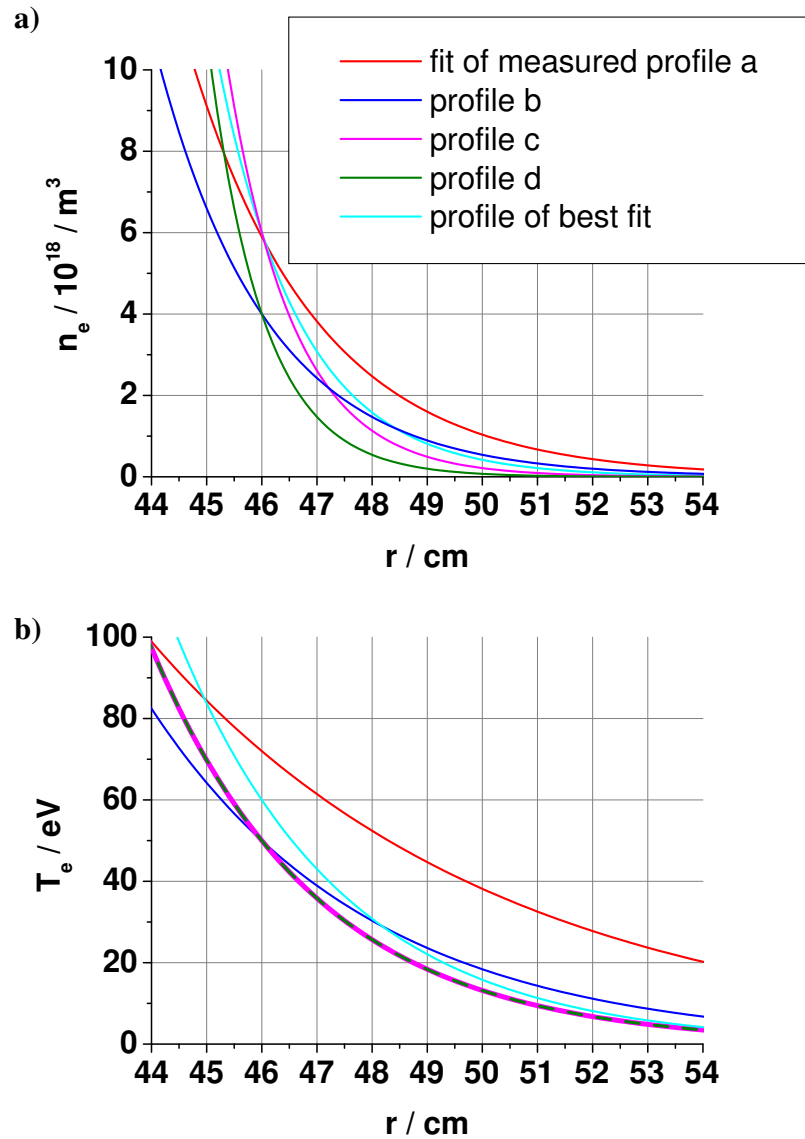 a)
fit of measured profile a
profile b
profile c
profile d
profile of best fit
10
8
6
4
2
0
n_e / 10^18 / m^3
44 45 46 47 48 49 50 51 52 53 54
r / cm
b)
100
80
60
40
20
0
T_e / eV
44 45 46 47 48 49 50 51 52 53 54
r / cm